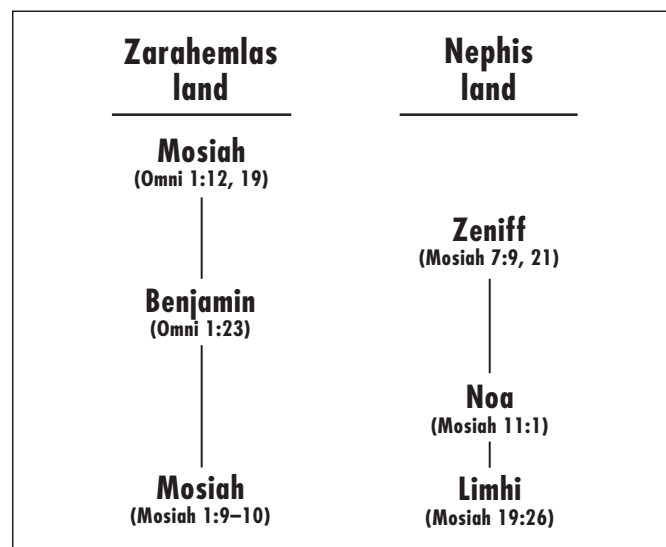 Zarahemlas
land
Mosiah
(Omni 1:12, 19)
Benjamin
(Omni 1:23)
Mosiah
(Mosiah 1:9–10)
Nephis
land
Zeniff
(Mosiah 7:9, 21)
Noa
(Mosiah 11:1)
Limhi
(Mosiah 19:26)